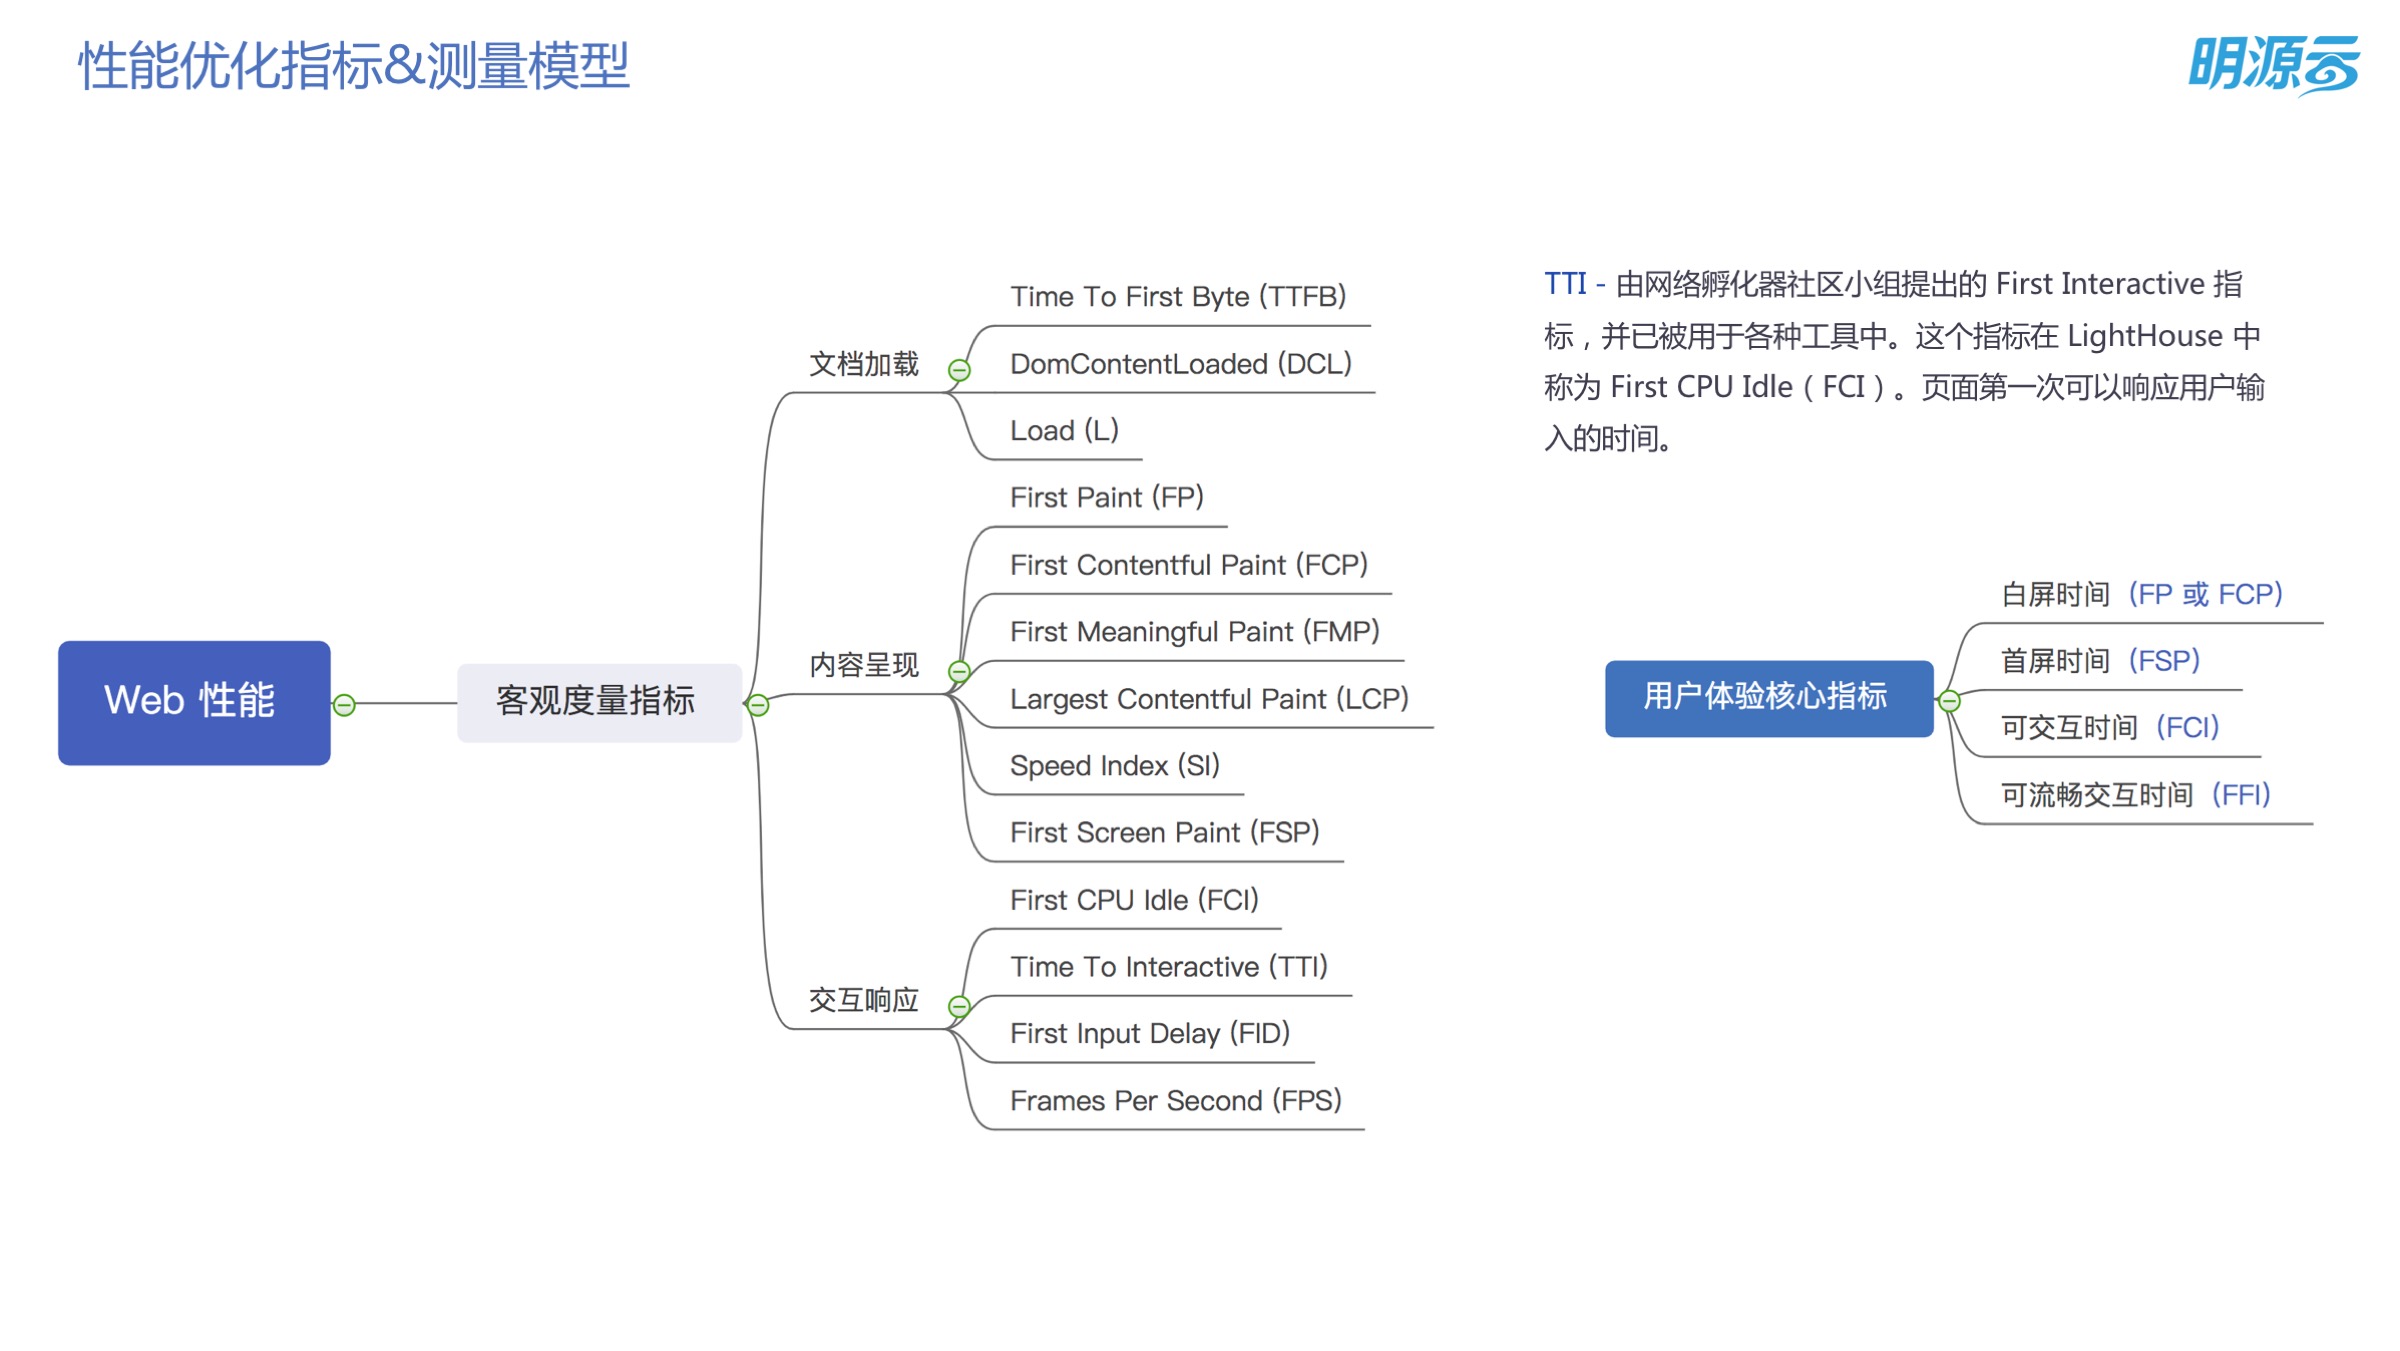 性能优化指标&测量模型
明源云
Web 性能
客观度量指标
文档加载
Time To First Byte (TTFB)
DomContentLoaded (DCL)
Load (L)
内容呈现
First Paint (FP)
First Contentful Paint (FCP)
First Meaningful Paint (FMP)
Largest Contentful Paint (LCP)
Speed Index (SI)
First Screen Paint (FSP)
交互响应
First CPU Idle (FCI)
Time To Interactive (TTI)
First Input Delay (FID)
Frames Per Second (FPS)
TTI - 由网络孵化器社区小组提出的 First Interactive 指
标，并已被用于各种工具中。这个指标在 LightHouse 中
称为 First CPU Idle（FCI）。页面第一次可以响应用户输
入的时间。
用户体验核心指标
白屏时间（FP 或 FCP）
首屏时间（FSP）
可交互时间（FCI）
可流畅交互时间（FFI）